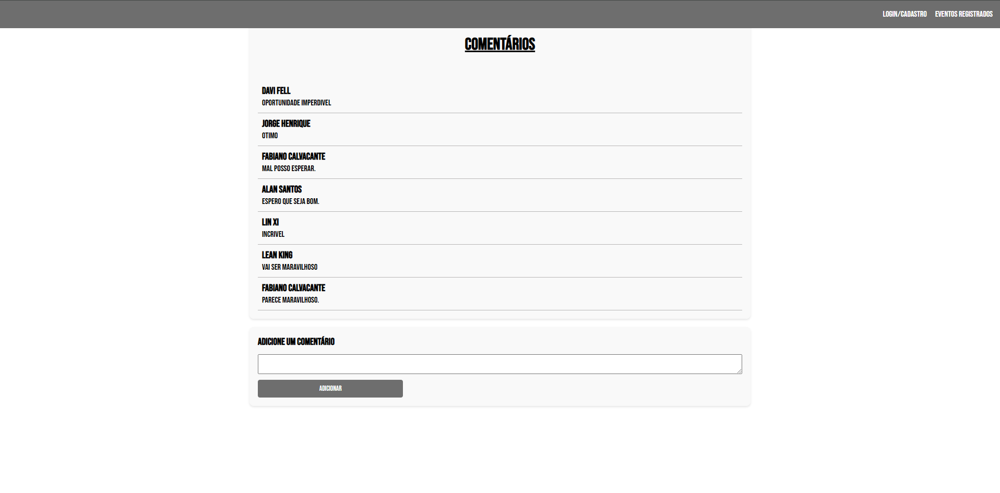 LOGIN/CADASTRO EVENTOS REGISTRADOS
COMENTÁRIOS
DAVI FELL
OPORTUNIDADE IMPERDIVEL
JORGE HENRIQUE
OTIMO
FABIANO CALVACANTE
MAL POSSO ESPERAR.
ALAN SANTOS
ESPERO QUE SEJA BOM.
LIN XI
INCRIVEL
LEAN KING
VAI SER MARAVILHOSO
FABIANO CALVACANTE
PARECE MARAVILHOSO.
ADICIONE UM COMENTÁRIO
ADICIONAR